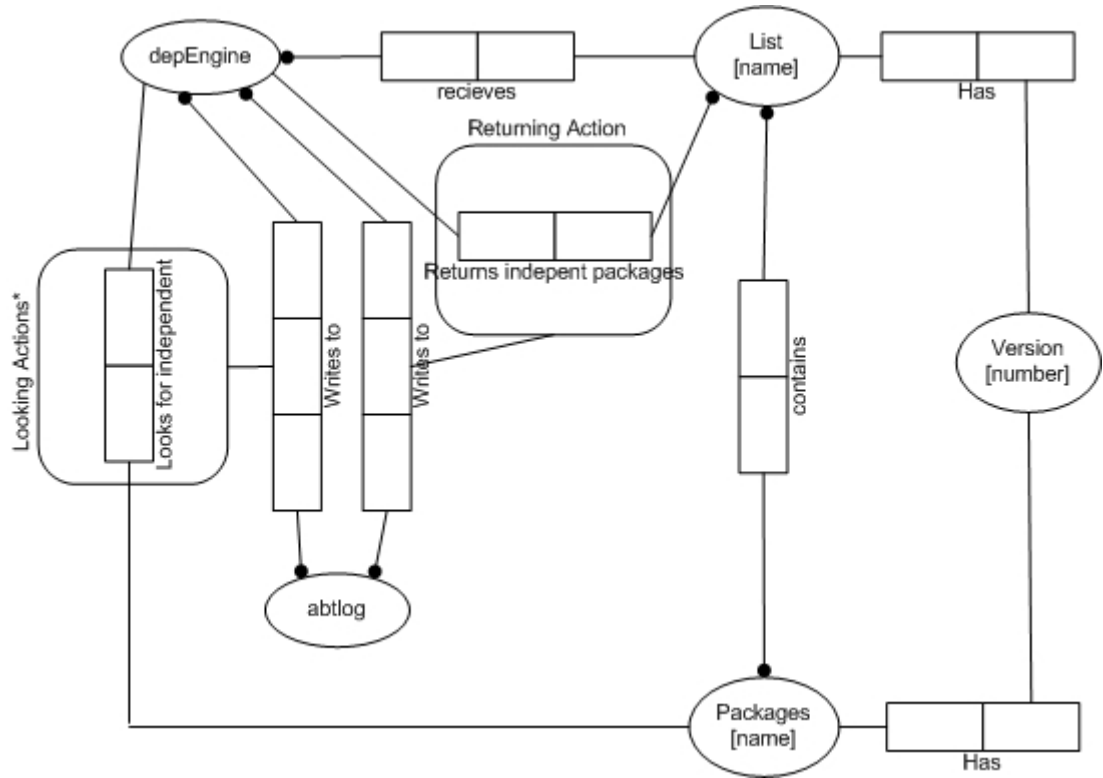 depEngine
List
[name]
recieves
Has
Returning Action
Returns indepent packages
Looking Actions*
Looks for independent
Writes to
Writes to
contains
Version
[number]
abtlog
Packages
[name]
Has